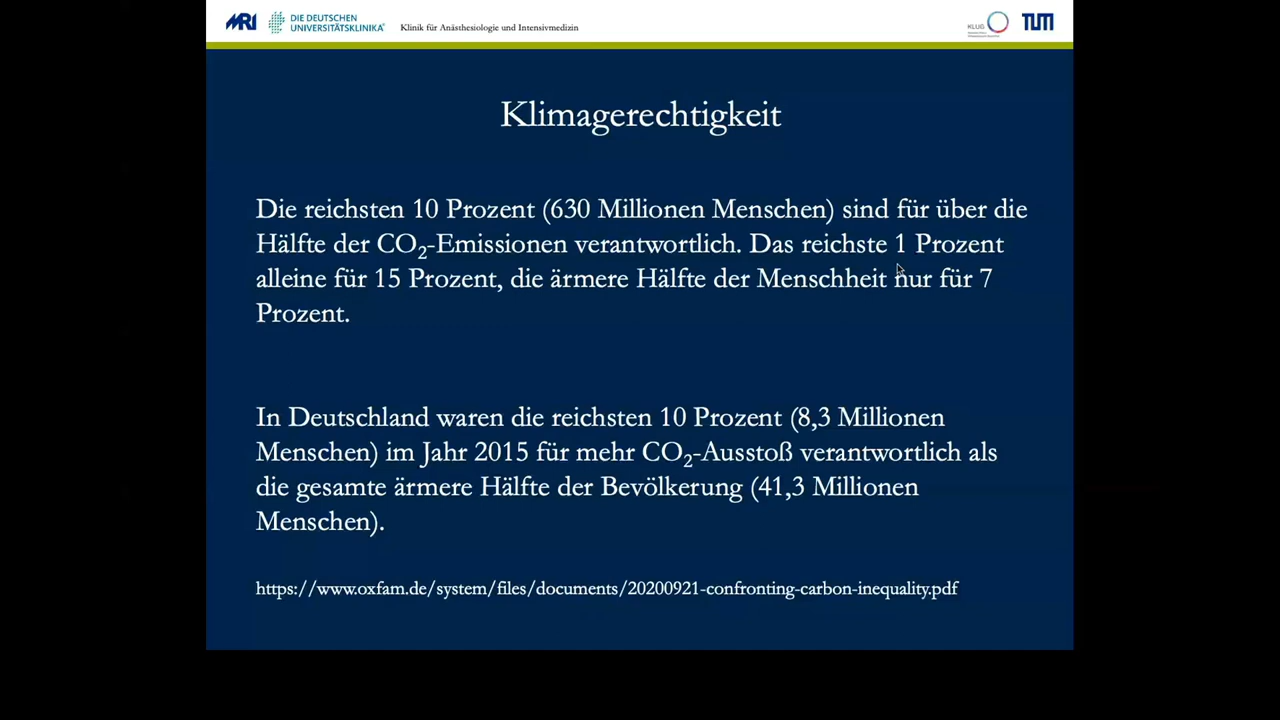 MRI
DIE DEUTSCHEN
UNIVERSITÄTSKLINIKA®
Klinik für Anästhesiologie und Intensivmedizin
KLUG
TUM
Klimagerechtigkeit
Die reichsten 10 Prozent (630 Millionen Menschen) sind für über die
Hälfte der CO₂-Emissionen verantwortlich. Das reichste 1 Prozent
alleine für 15 Prozent, die ärmere Hälfte der Menschheit nur für 7
Prozent.
In Deutschland waren die reichsten 10 Prozent (8,3 Millionen
Menschen) im Jahr 2015 für mehr CO₂-Ausstoß verantwortlich als
die gesamte ärmere Hälfte der Bevölkerung (41,3 Millionen
Menschen).
https://www.oxfam.de/system/files/documents/20200921-confronting-carbon-inequality.pdf